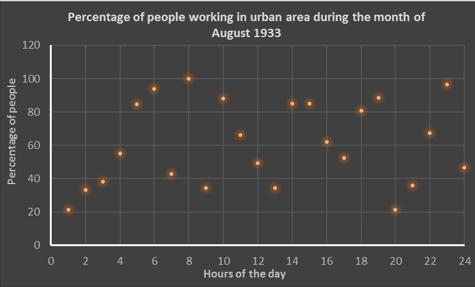 Percentage of people working in urban area during the month of
August 1933
120
100
80
60
40
20
0
Percentage of people
0 2 4 6 8 10 12 14 16 18 20 22 24
Hours of the day